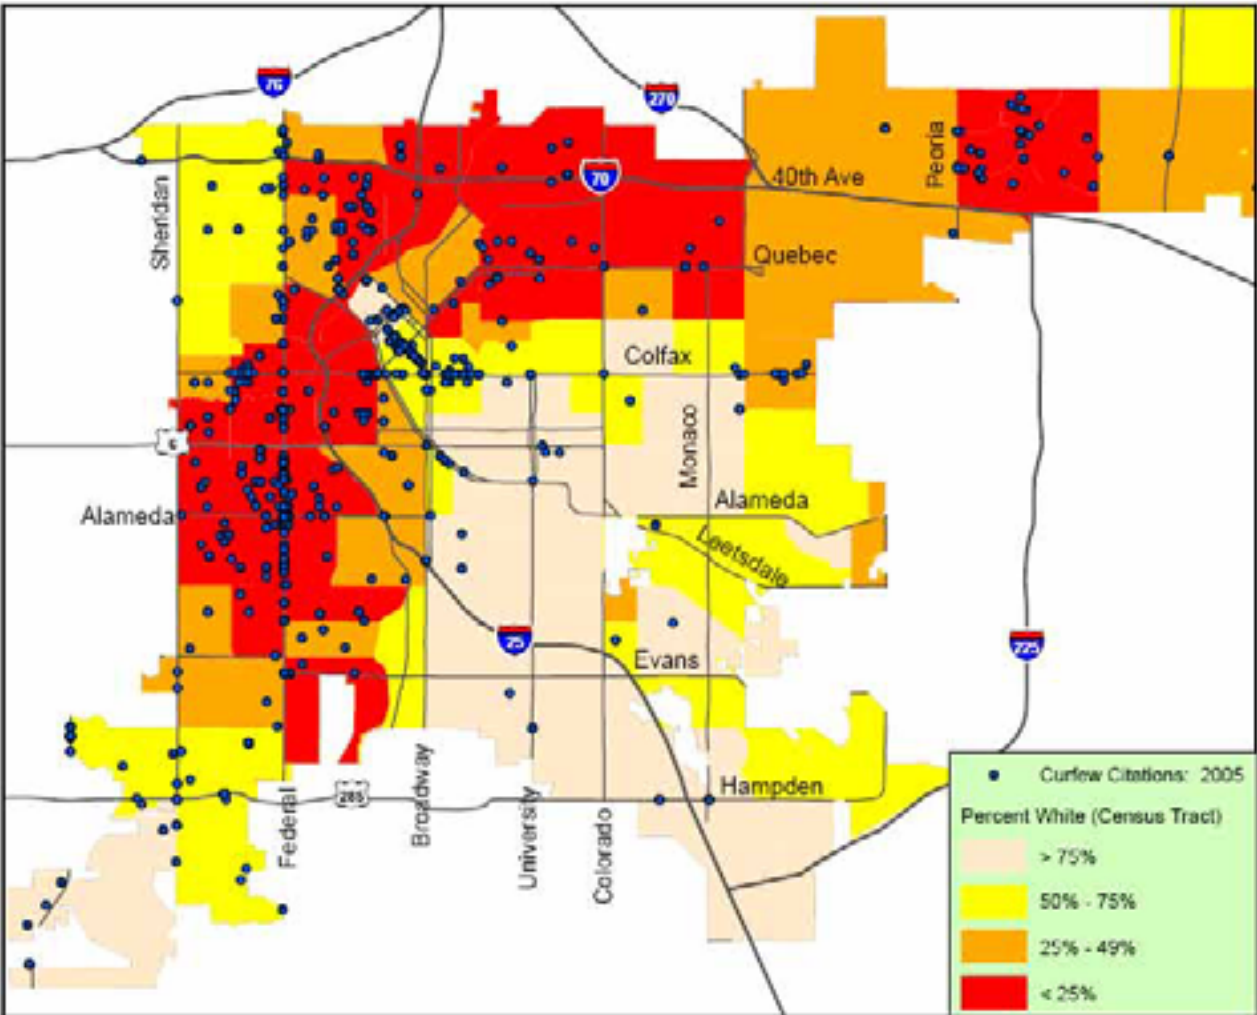 76
270
70
40th Ave
Peoria
Sheridan
Quebec
Colfax
Monaco
6
Alameda
Alameda
Leetsdale
25
Evans
225
Hampden
285
Federal
Broadway
University
Colorado
Curfew Citations: 2005
Percent White (Census Tract)
> 75%
50% - 75%
25% - 49%
< 25%